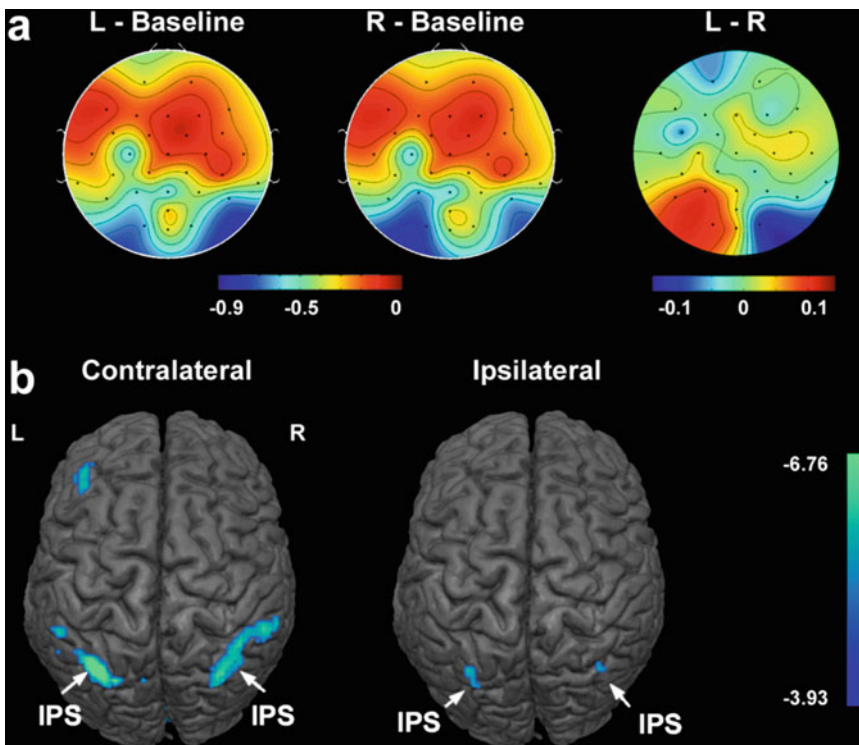 a
L - Baseline R - Baseline L - R
-0.9 -0.5 0 -0.1 0 0.1
b
Contralateral Ipsilateral
L R
-6.76
IPS IPS IPS IPS
-3.93